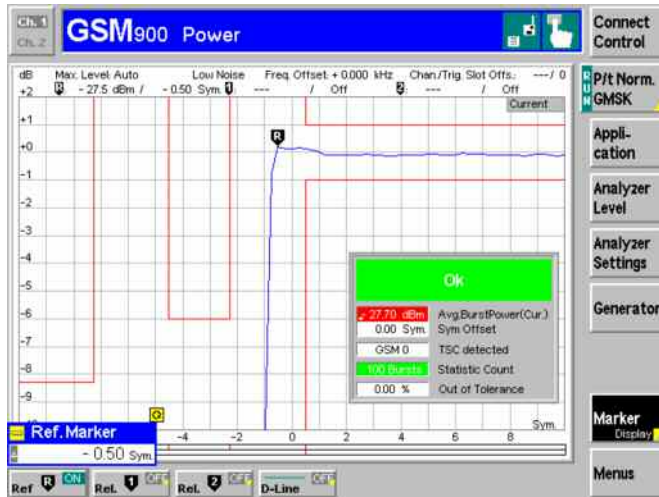 Ch. 1
Ch. 2
GSM900 Power
Connect Control
dB Max. Level: Auto Low Noise Freq. Offset: + 0.000 kHz Chan./Trig. Slot Offs.: ---/ 0
+2 R - 27.5 dBm / - 0.50 Sym. 1: --- / Off 2: --- / Off
Current
RUN
P/t Norm. GMSK
Appli-cation
Analyzer Level
Analyzer Settings
Generator
+1
R
+0
-1
-2
-3
-4
-5
-6
-7
-8
-9
Ok
- 27.70 dBm Avg.BurstPower(Cur.)
0.00 Sym. Sym Offset
GSM 0 TSC detected
100 Bursts Statistic Count
0.00 % Out of Tolerance
Sym.
-4 -2 0 2 4 6 8
Ref. Marker
- 0.50 Sym.
Marker
Display
Ref R ON Rel. 1 OFF Rel. 2 OFF D-Line OFF
Menus